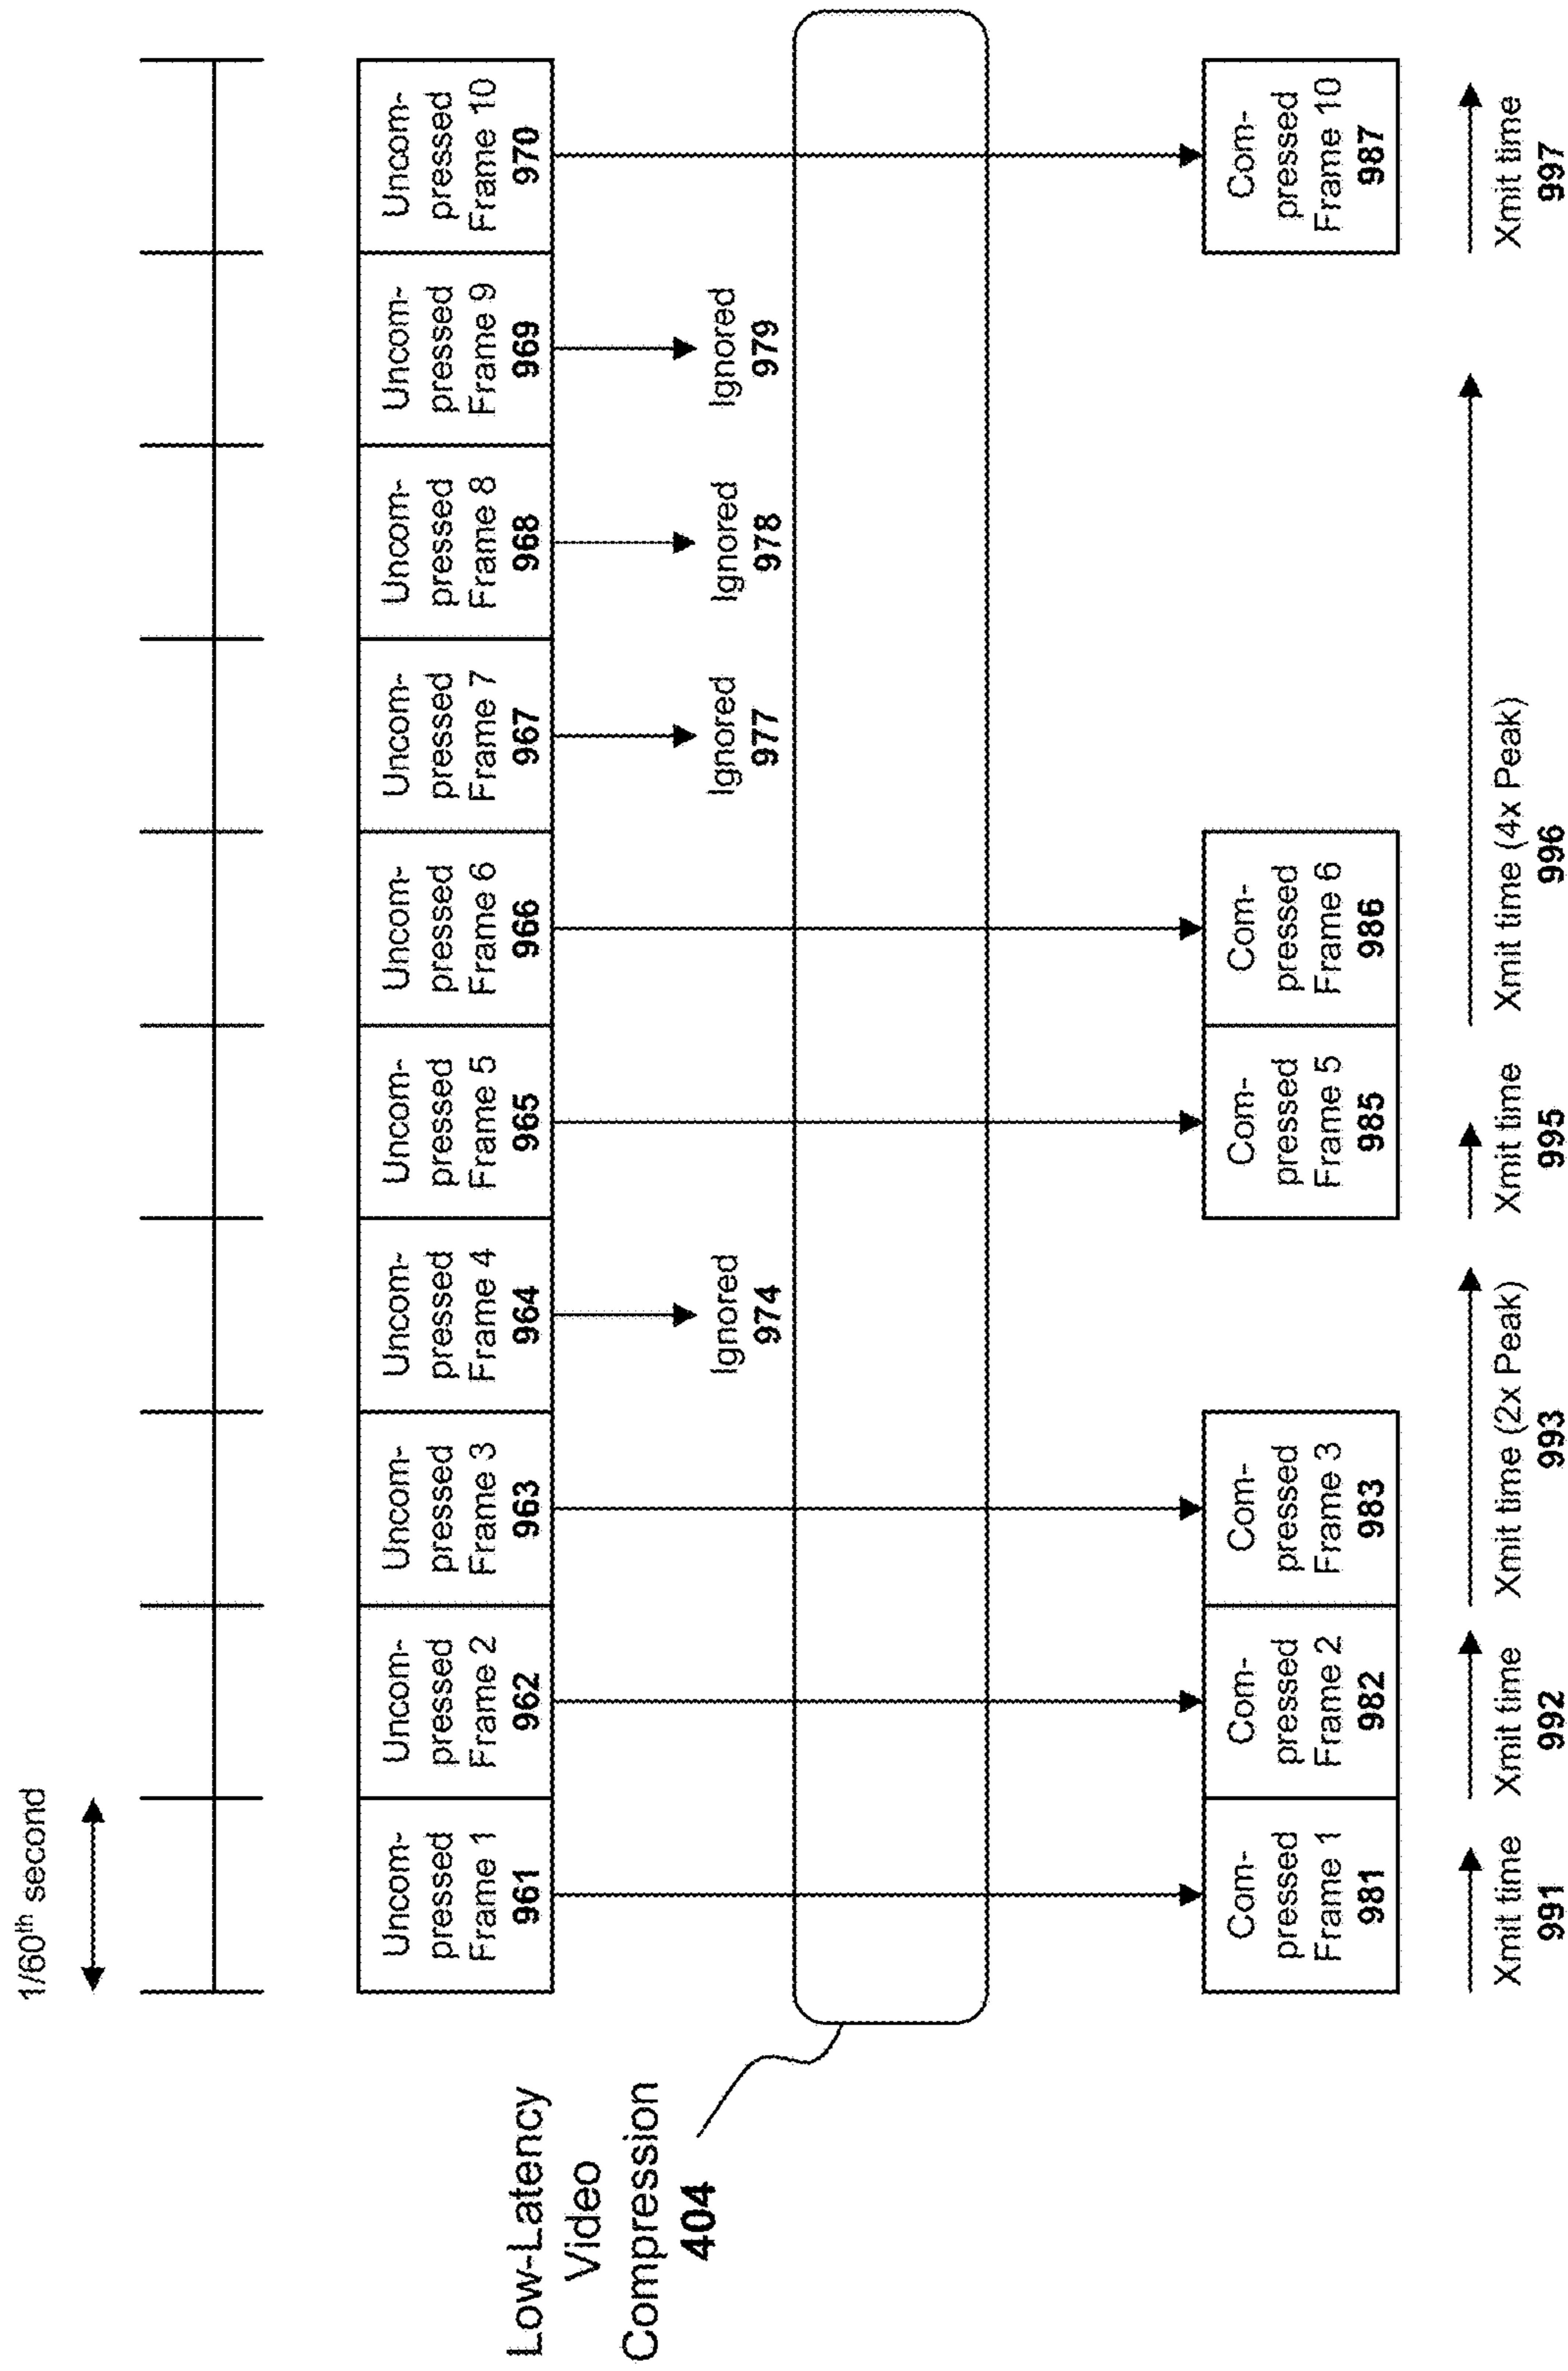 1/60th second
Uncom-
pressed
Frame 1
961
Uncom-
pressed
Frame 2
962
Uncom-
pressed
Frame 3
963
Uncom-
pressed
Frame 4
964
Uncom-
pressed
Frame 5
965
Uncom-
pressed
Frame 6
966
Uncom-
pressed
Frame 7
967
Uncom-
pressed
Frame 8
968
Uncom-
pressed
Frame 9
969
Uncom-
pressed
Frame 10
970
Low-Latency
Video
Compression
404
Ignored
974
Ignored
977
Ignored
978
Ignored
979
Com-
pressed
Frame 1
981
Com-
pressed
Frame 2
982
Com-
pressed
Frame 3
983
Com-
pressed
Frame 5
985
Com-
pressed
Frame 6
986
Com-
pressed
Frame 10
987
Xmit time
991
Xmit time
992
Xmit time (2x Peak)
993
Xmit time
995
Xmit time (4x Peak)
996
Xmit time
997